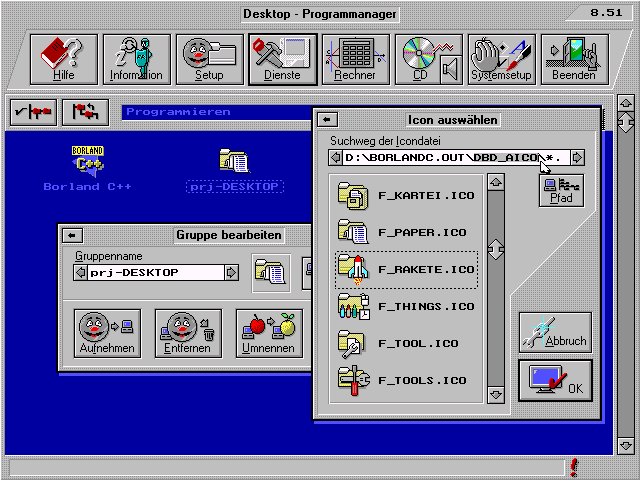 Desktop - Programmanager
8.51
Hilfe
Information
Setup
Dienste
Rechner
CD
Systemsetup
Beenden
Programmieren
BORLAND
C++
Borland C++
prj-DESKTOP
Gruppe bearbeiten
Gruppenname
prj-DESKTOP
Aufnehmen
Entfernen
Umnennen
Icon auswählen
Suchweg der Icondatei
D:\BORLANDC.OUT\DBD_AICO\*.
Pfad
F_KARTEI.ICO
F_PAPER.ICO
F_RAKETE.ICO
F_THINGS.ICO
F_TOOL.ICO
F_TOOLS.ICO
Abbruch
OK